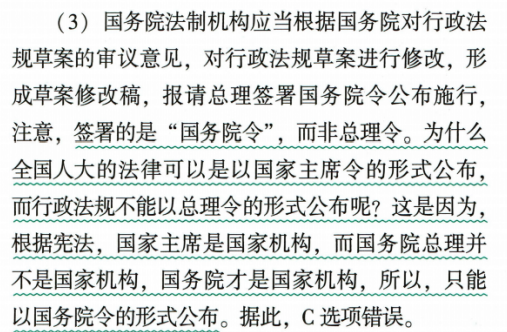 （3）国务院法制机构应当根据国务院对行政法
规草案的审议意见，对行政法规草案进行修改，形
成草案修改稿，报请总理签署国务院令公布施行，
注意，签署的是“国务院令”，而非总理令。为什么
全国人大的法律可以是以国家主席令的形式公布，
而行政法规不能以总理令的形式公布呢？这是因为，
根据宪法，国家主席是国家机构，而国务院总理并
不是国家机构，国务院才是国家机构，所以，只能
以国务院令的形式公布。据此，C 选项错误。